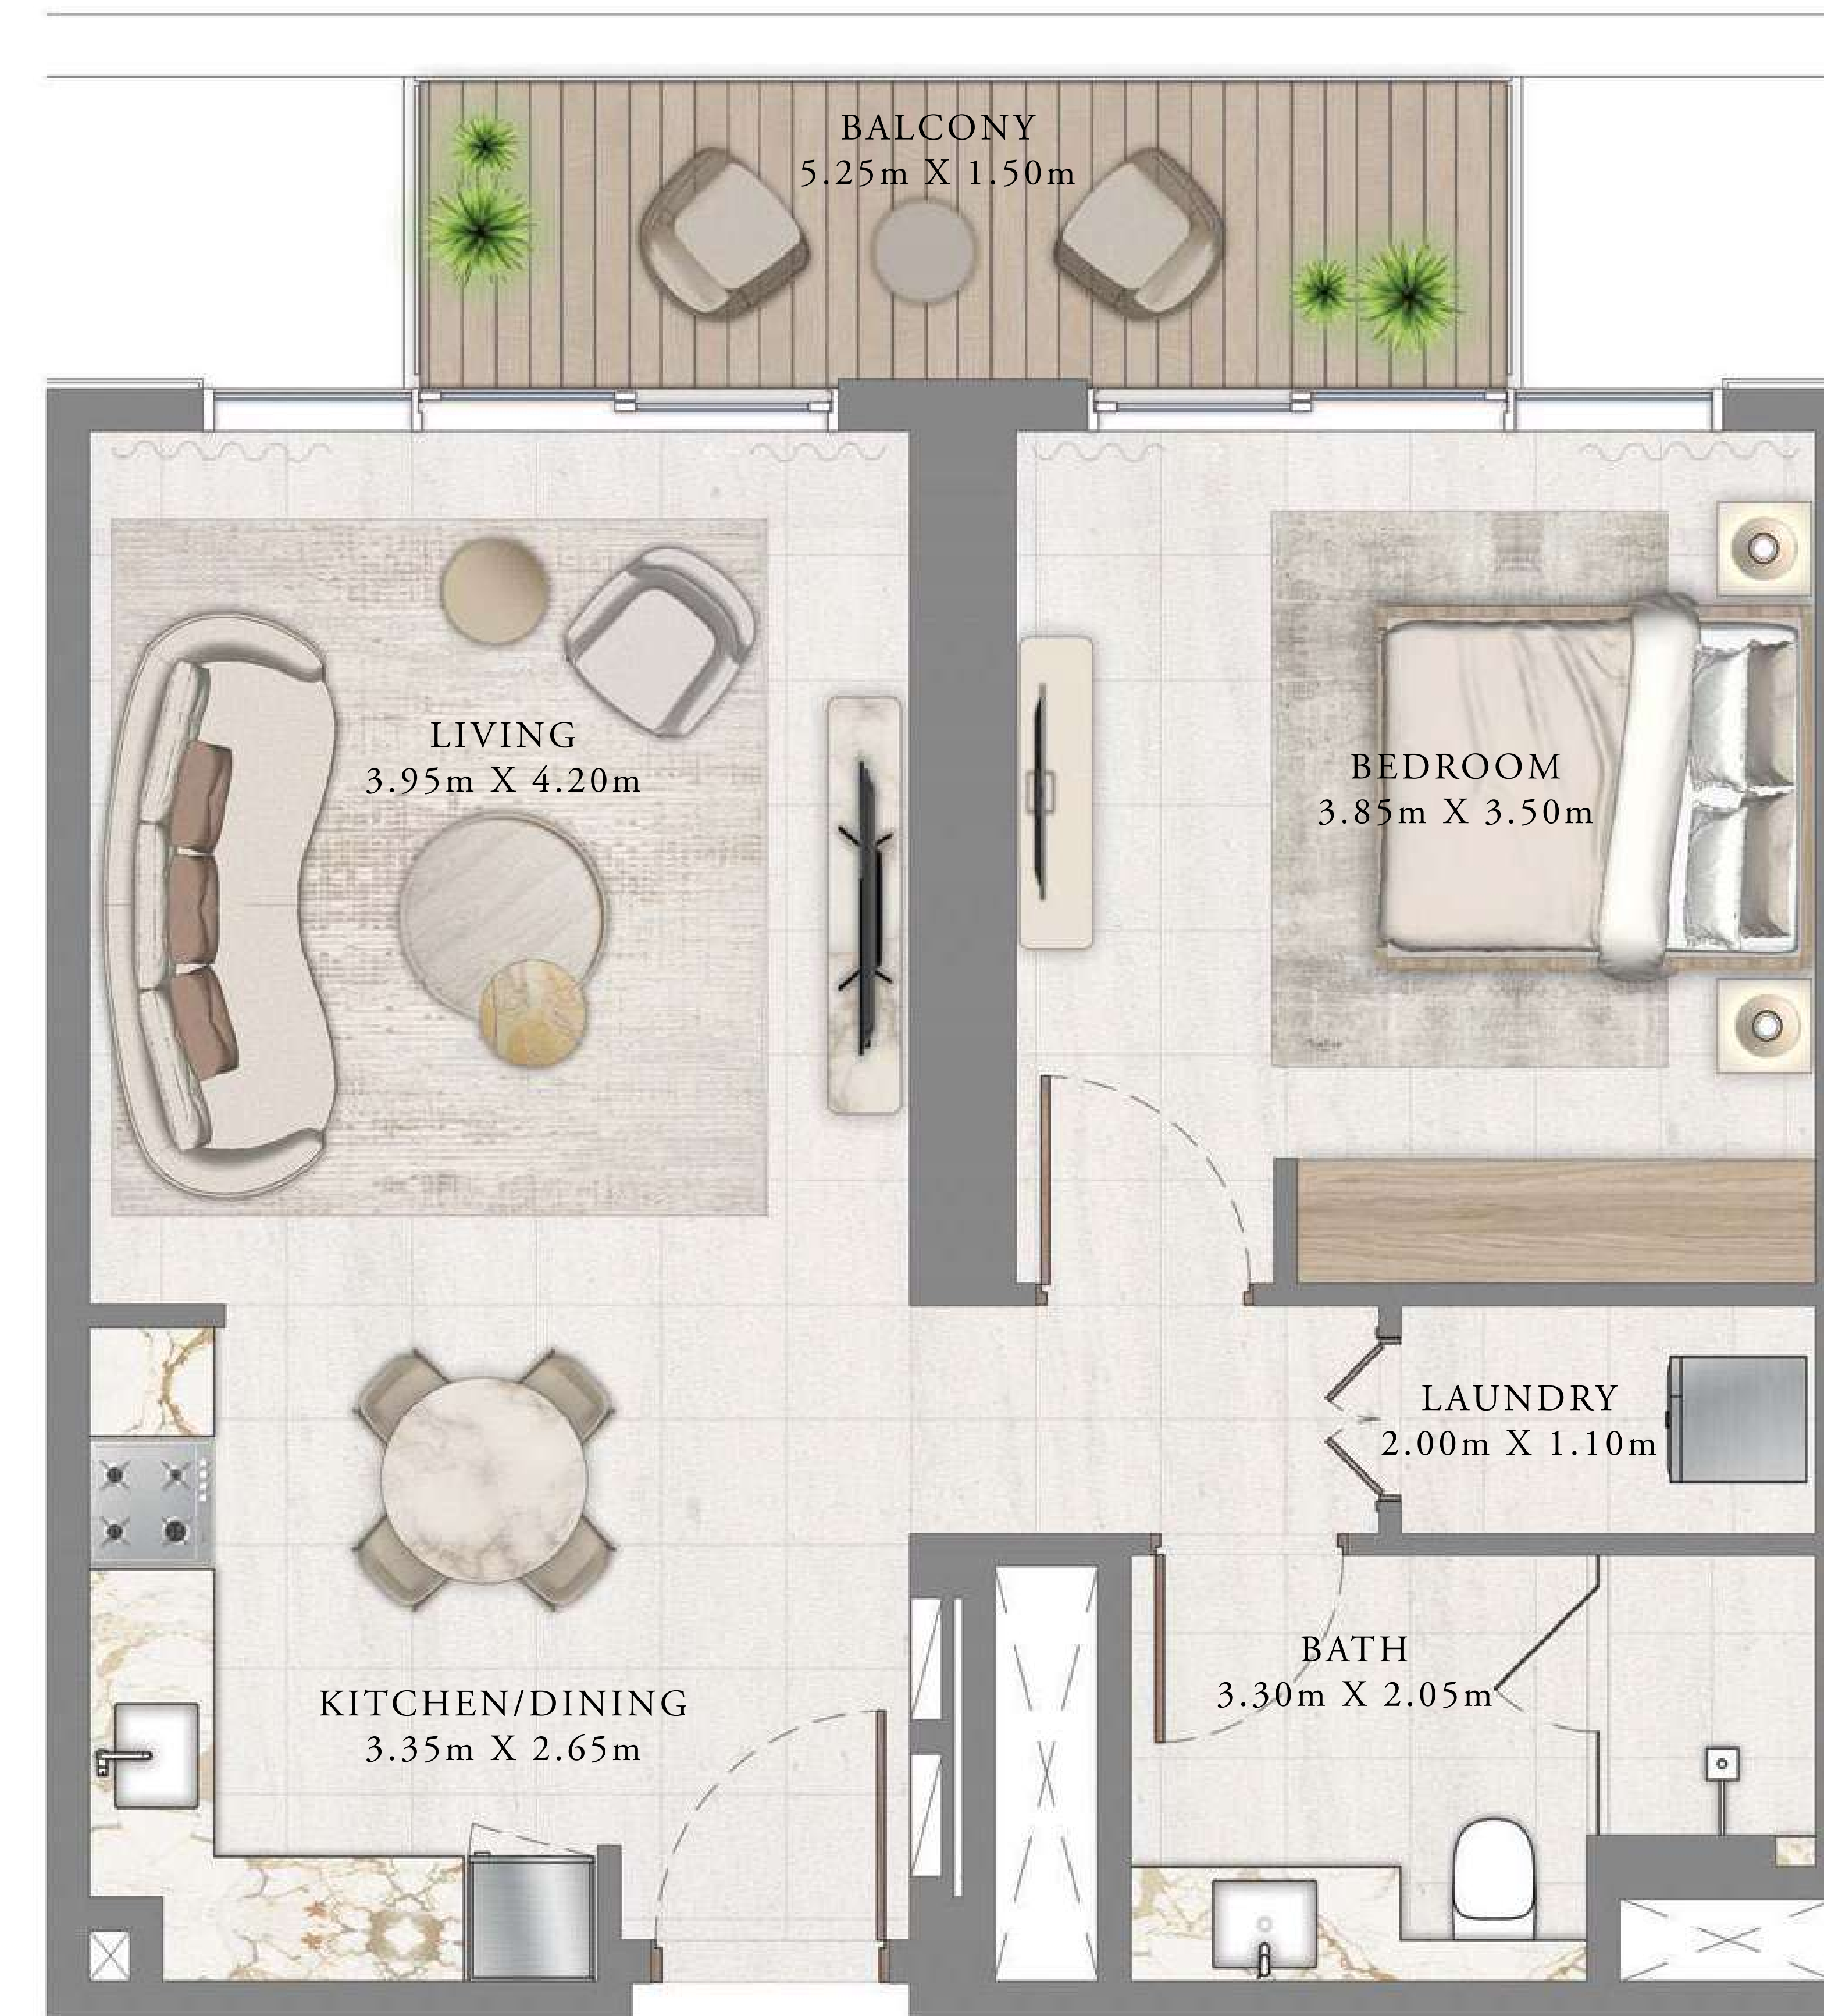 BALCONY
5.25m X 1.50m
LIVING
3.95m X 4.20m
BEDROOM
3.85m X 3.50m
LAUNDRY
2.00m X 1.10m
BATH
3.30m X 2.05m
KITCHEN/DINING
3.35m X 2.65m